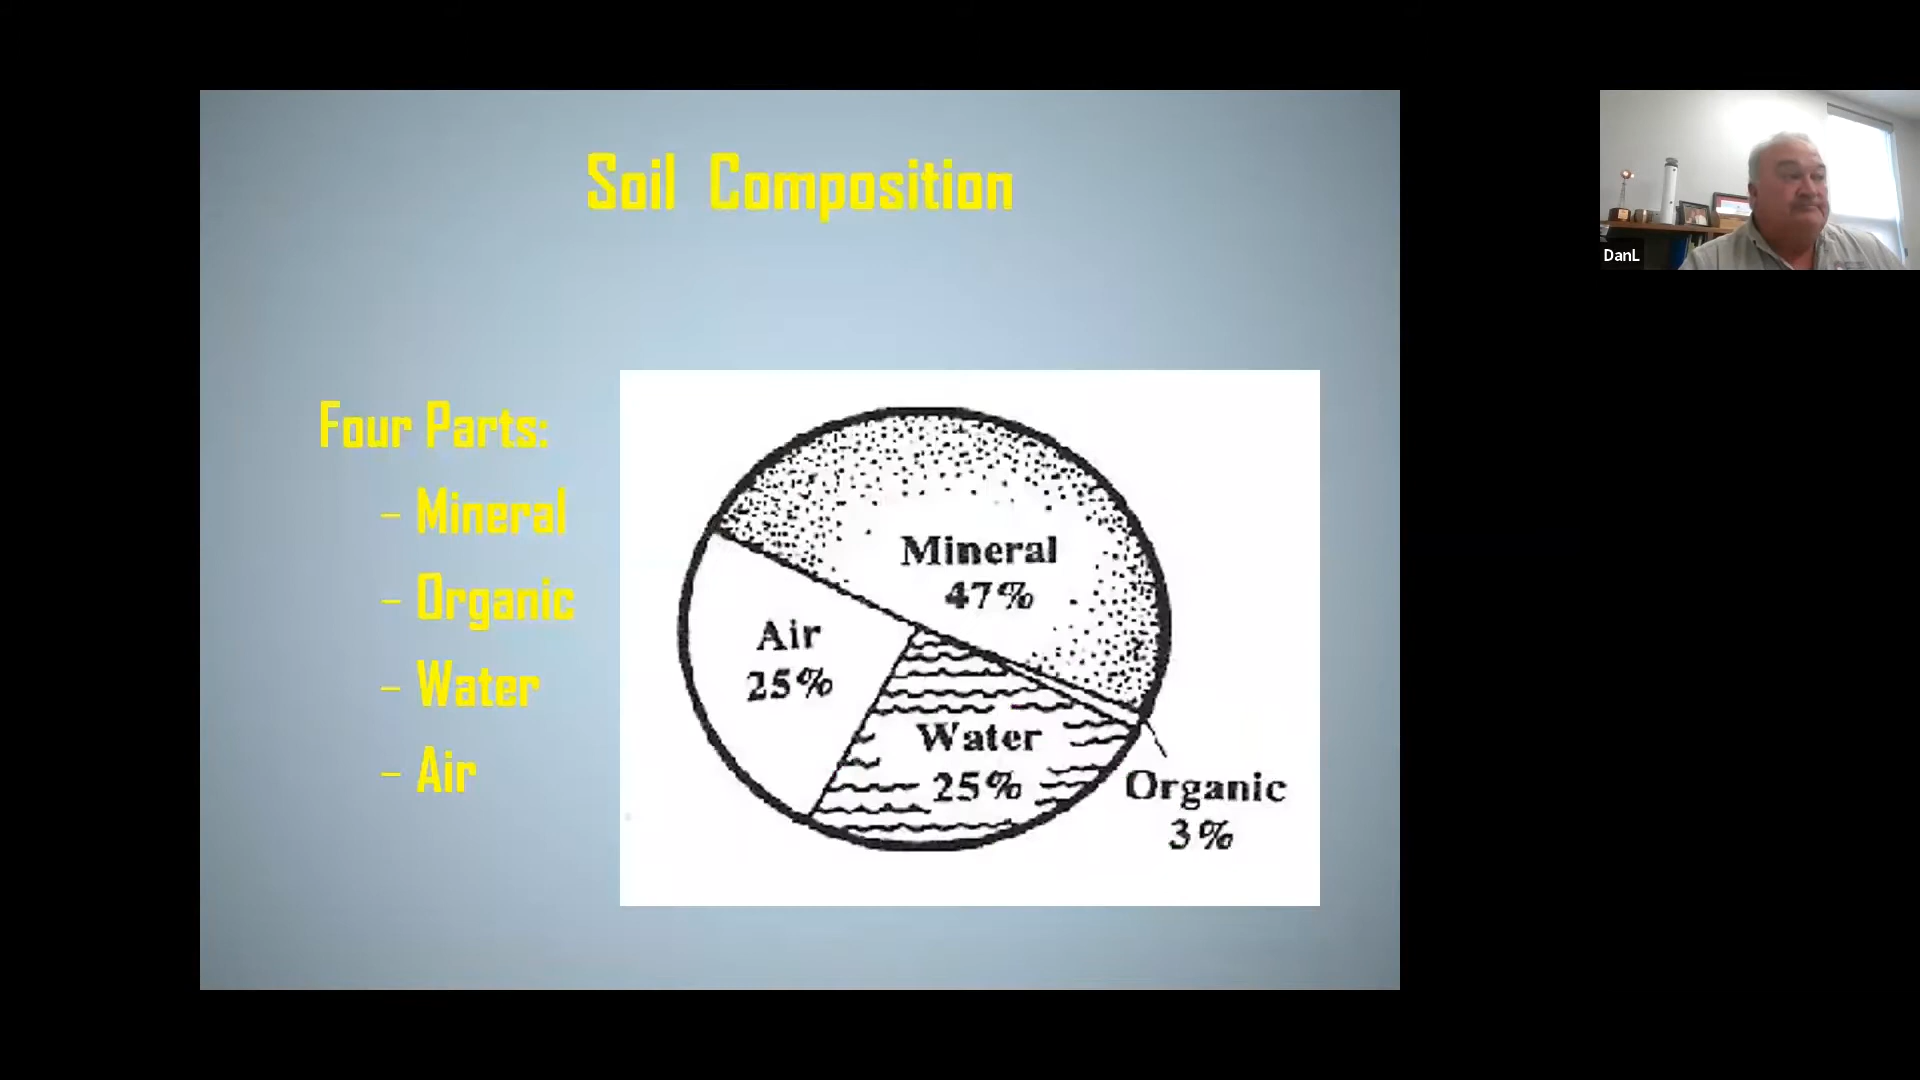 Soil Composition
Four Parts:
– Mineral
– Organic
– Water
– Air
Mineral
47%
Air
25%
Water
25%
Organic
3%
DanL